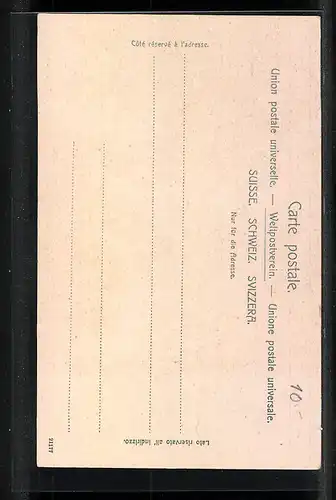 Carte postale.
Union postale universelle. — Weltpostverein. — Unione postale universale.
SUISSE. SCHWEIZ. SVIZZERA.
Nur für die Adresse.
Côté réservé à l'adresse.
Lato riservato all' indirizzo.
10.-